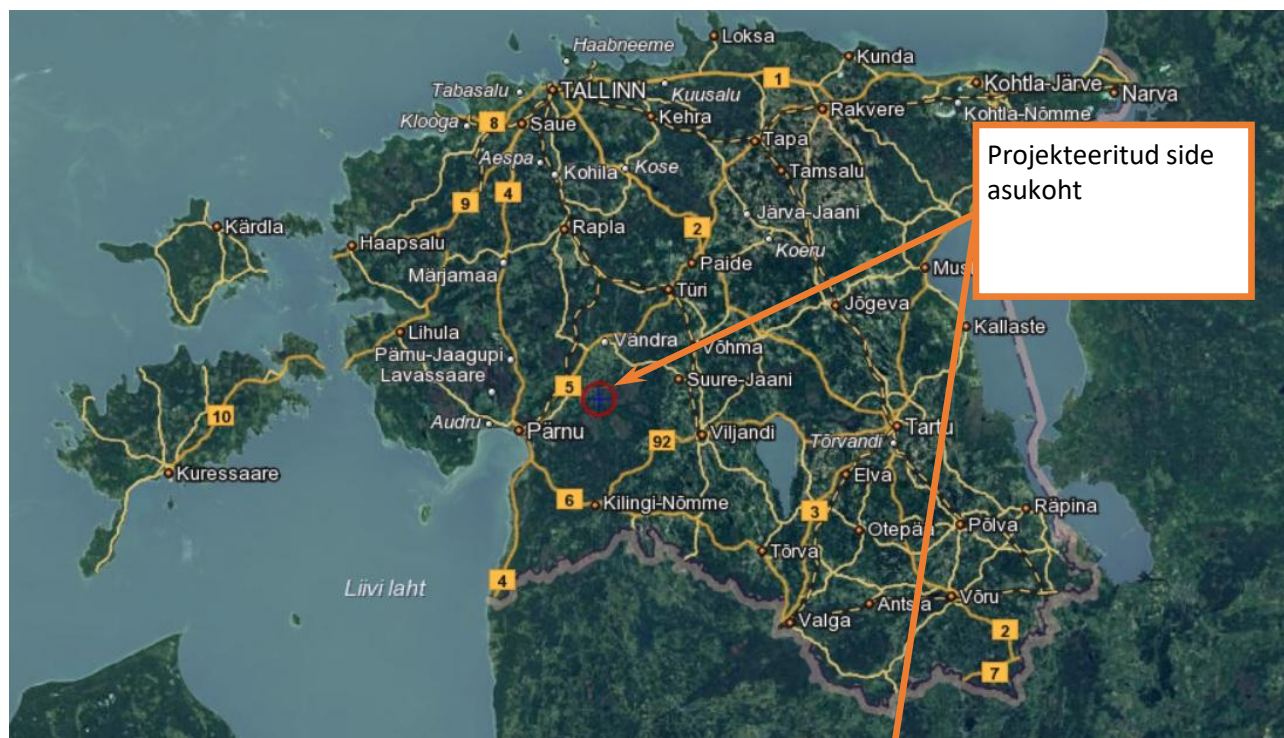 Haabneeme
Loksa
Kunda
Tabasalu
TALLINN
1
Kuusalu
Kohtla-Järve
Narva
Klooga
8
Saue
Kehra
Rakvere
Kohtla-Nõmme
Tapa
Projekteeritud side
asukoht
Aespa
Kohila
Kose
Tamsalu
9
4
Järva-Jaani
Kärdla
Haapsalu
Rapla
2
Koeru
Märjamaa
Paide
Türi
Jõgeva
Kallaste
Lihula
Vändra
Võhma
Pärnu-Jaagupi
Lavassaare
5
Suure-Jaani
10
Audru
Pärnu
92
Viljandi
Tõrvandi
Tartu
Kuressaare
Elva
6
Kilingi-Nõmme
3
Otepää
Põlva
Räpina
Tõrva
Liivi laht
4
Antsla
Võru
Valga
2
7